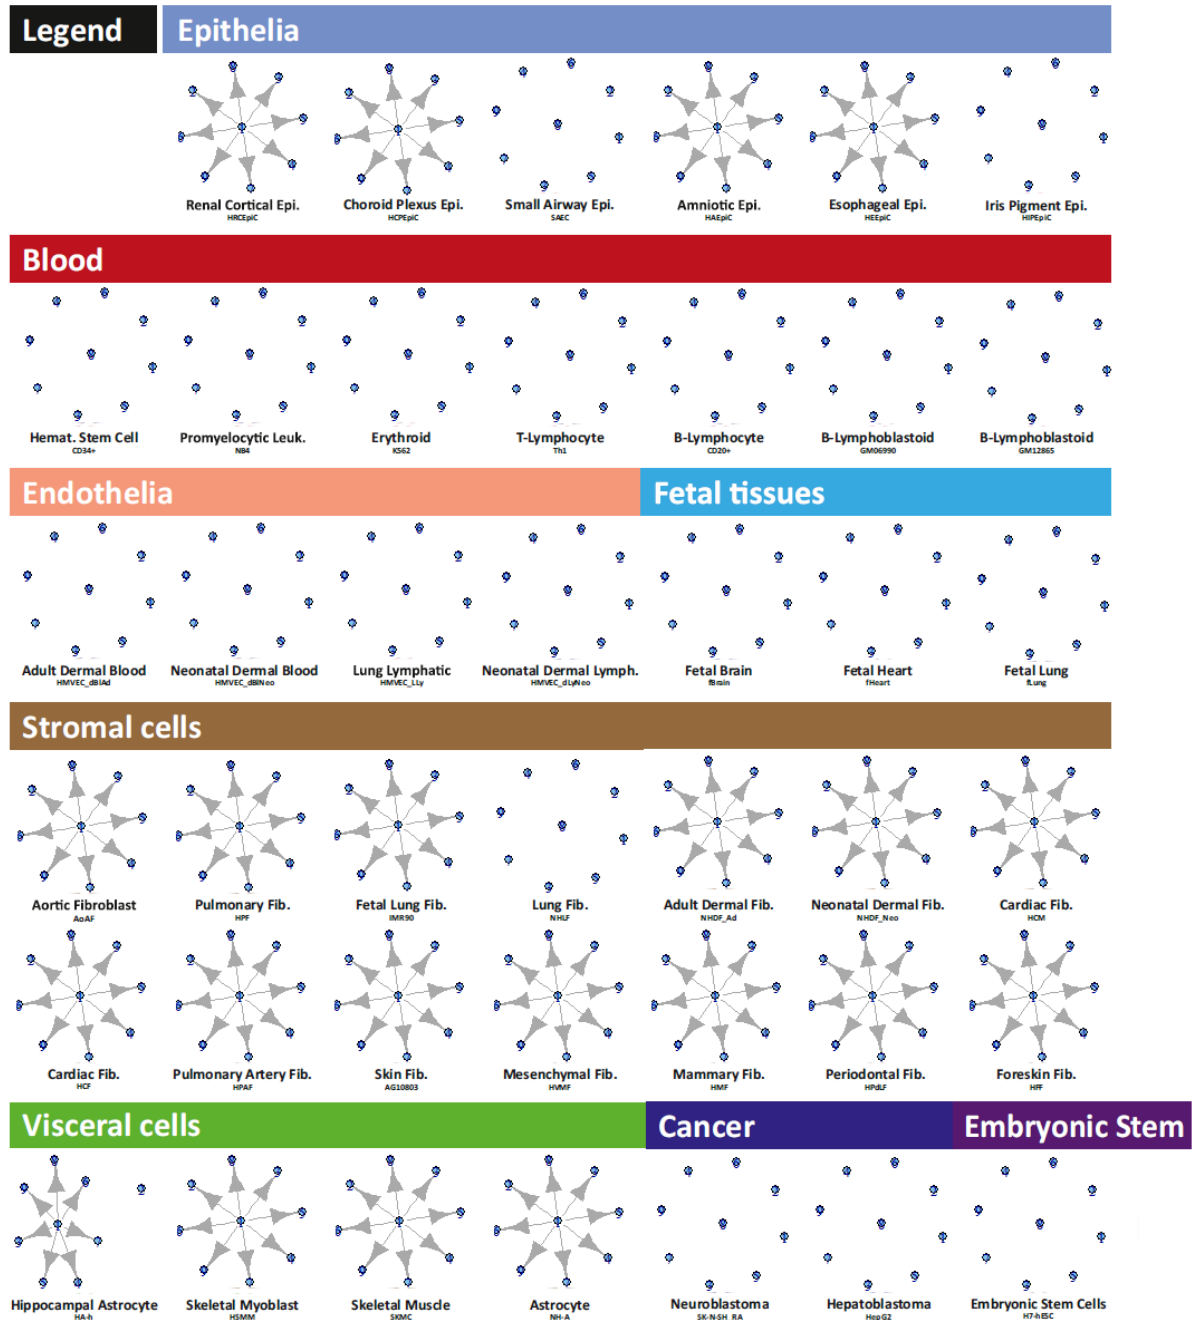 Legend Epithelia
Renal Cortical Epi. Choroid Plexus Epi. Small Airway Epi. Amniotic Epi. Esophageal Epi. Iris Pigment Epi.
HRCEpiC HCPEpiC SAEC HAEpiC HEEpiC HIPEpiC
Blood
Hemat. Stem Cell Promyelocytic Leuk. Erythroid T-Lymphocyte B-Lymphocyte B-Lymphoblastoid B-Lymphoblastoid
CD34+ NB4 K562 Th1 CD20+ GM06990 GM12865
Endothelia Fetal tissues
Adult Dermal Blood Neonatal Dermal Blood Lung Lymphatic Neonatal Dermal Lymph. Fetal Brain Fetal Heart Fetal Lung
HMVEC_dBlAd HMVEC_dBlNeo HMVEC_LLy HMVEC_dLyNeo fBrain fHeart fLung
Stromal cells
Aortic Fibroblast Pulmonary Fib. Fetal Lung Fib. Lung Fib. Adult Dermal Fib. Neonatal Dermal Fib. Cardiac Fib.
AoAF HPF IMR90 NHLF NHDF_Ad NHDF_Neo HCM
Cardiac Fib. Pulmonary Artery Fib. Skin Fib. Mesenchymal Fib. Mammary Fib. Periodontal Fib. Foreskin Fib.
HCF HPAF AG10803 HVMF HMF HPdLF HFF
Visceral cells Cancer Embryonic Stem
Hippocampal Astrocyte Skeletal Myoblast Skeletal Muscle Astrocyte Neuroblastoma Hepatoblastoma Embryonic Stem Cells
HA-h HSMM SKMC NH-A SK-N-SH_RA HepG2 H7-hESC